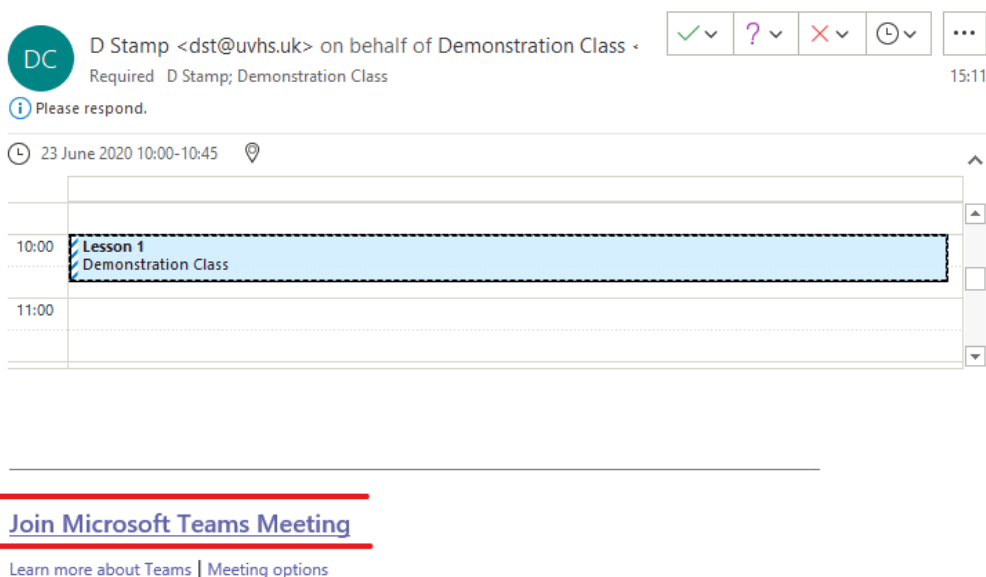 DC
D Stamp <dst@uvhs.uk> on behalf of Demonstration Class <
Required D Stamp; Demonstration Class
15:11
Please respond.
23 June 2020 10:00-10:45
10:00
Lesson 1
Demonstration Class
11:00
Join Microsoft Teams Meeting
Learn more about Teams | Meeting options